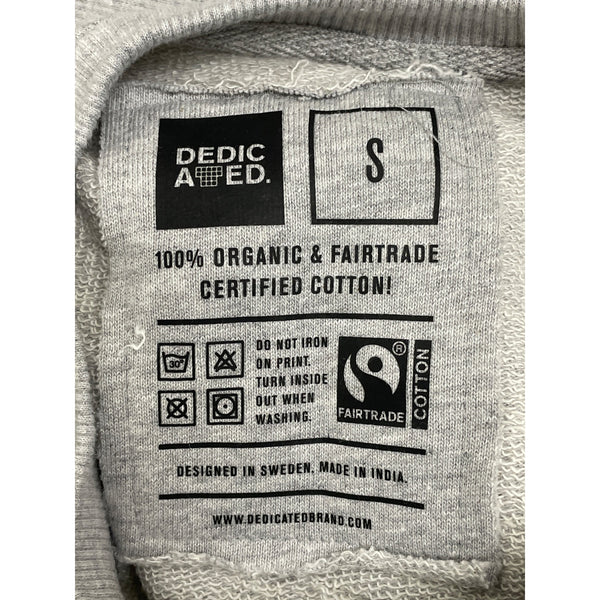 DEDIC
ATED.
S
100% ORGANIC & FAIRTRADE
CERTIFIED COTTON!
30°
DO NOT IRON
ON PRINT.
TURN INSIDE
OUT WHEN
WASHING.
®
FAIRTRADE
COTTON
DESIGNED IN SWEDEN, MADE IN INDIA.
WWW.DEDICATEDBRAND.COM